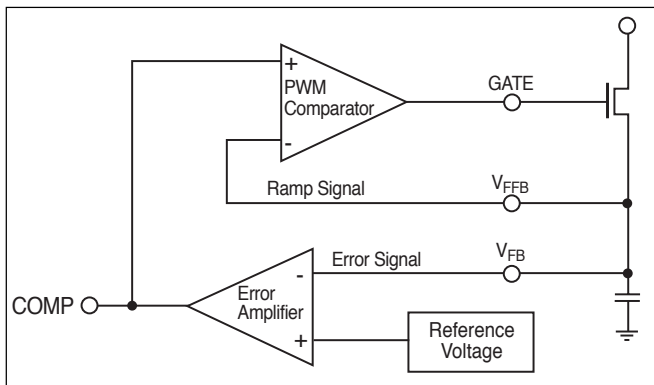 +
PWM
Comparator
-
GATE
Ramp Signal
VFFB
Error Signal
VFB
-
Error
Amplifier
+
COMP
Reference
Voltage